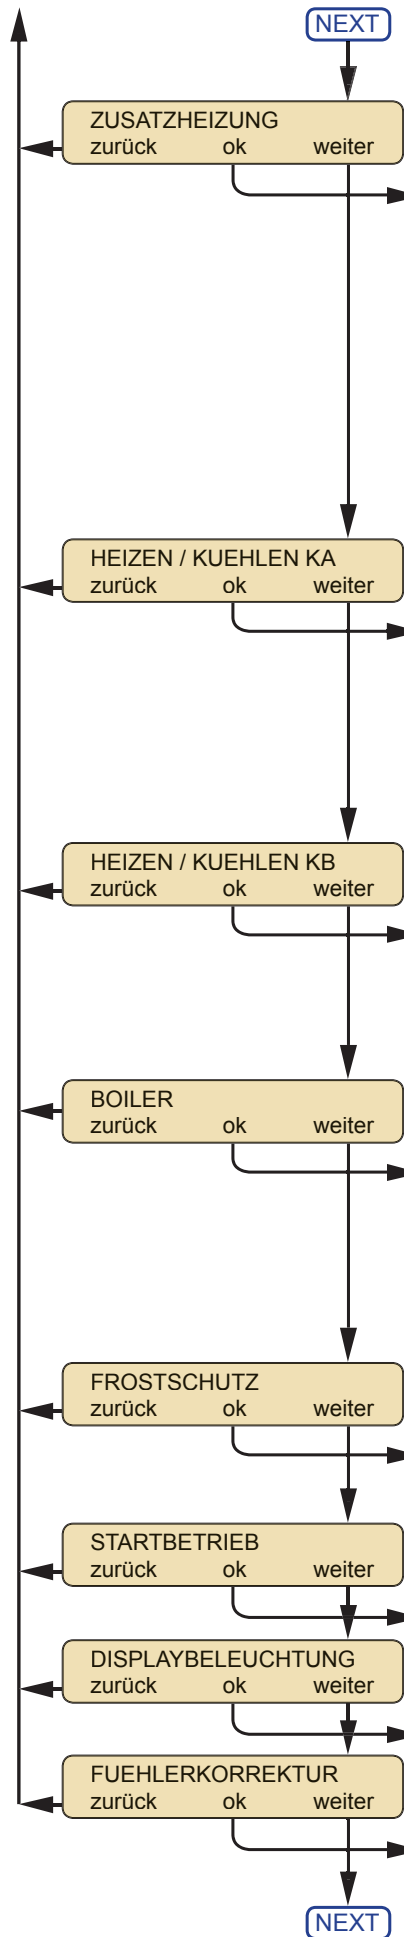 NEXT
ZUSATZHEIZUNG
zurück ok weiter
HEIZEN / KUEHLEN KA
zurück ok weiter
HEIZEN / KUEHLEN KB
zurück ok weiter
BOILER
zurück ok weiter
FROSTSCHUTZ
zurück ok weiter
STARTBETRIEB
zurück ok weiter
DISPLAYBELEUCHTUNG
zurück ok weiter
FUEHLERKORREKTUR
zurück ok weiter
NEXT